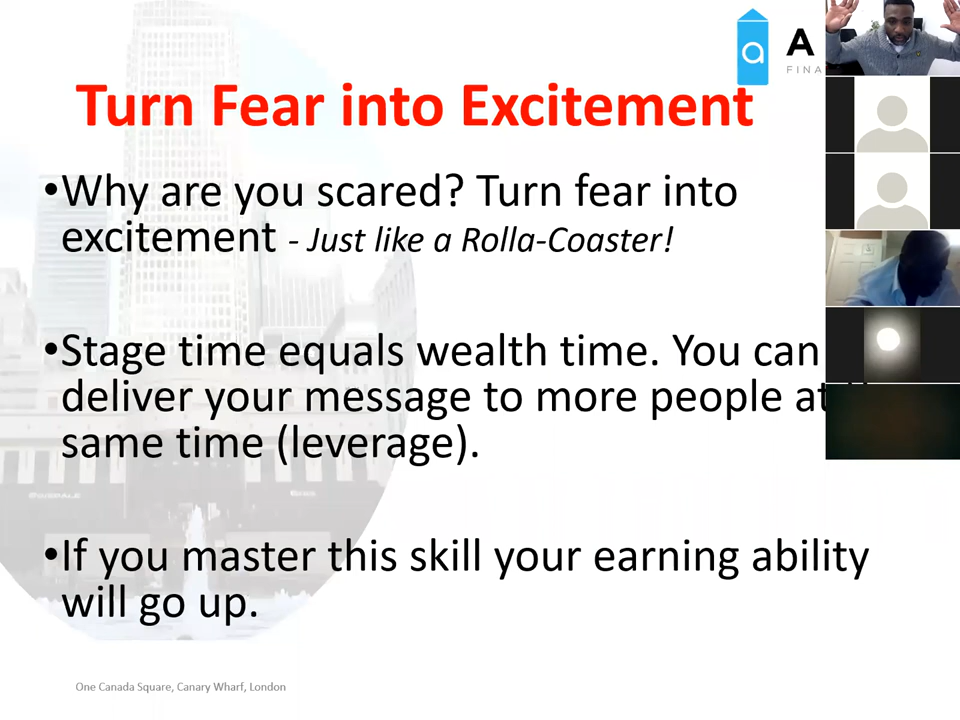 A
FINA
Turn Fear into Excitement
•Why are you scared? Turn fear into
excitement - Just like a Rolla-Coaster!
•Stage time equals wealth time. You can
deliver your message to more people at
same time (leverage).
•If you master this skill your earning ability
will go up.
One Canada Square, Canary Wharf, London